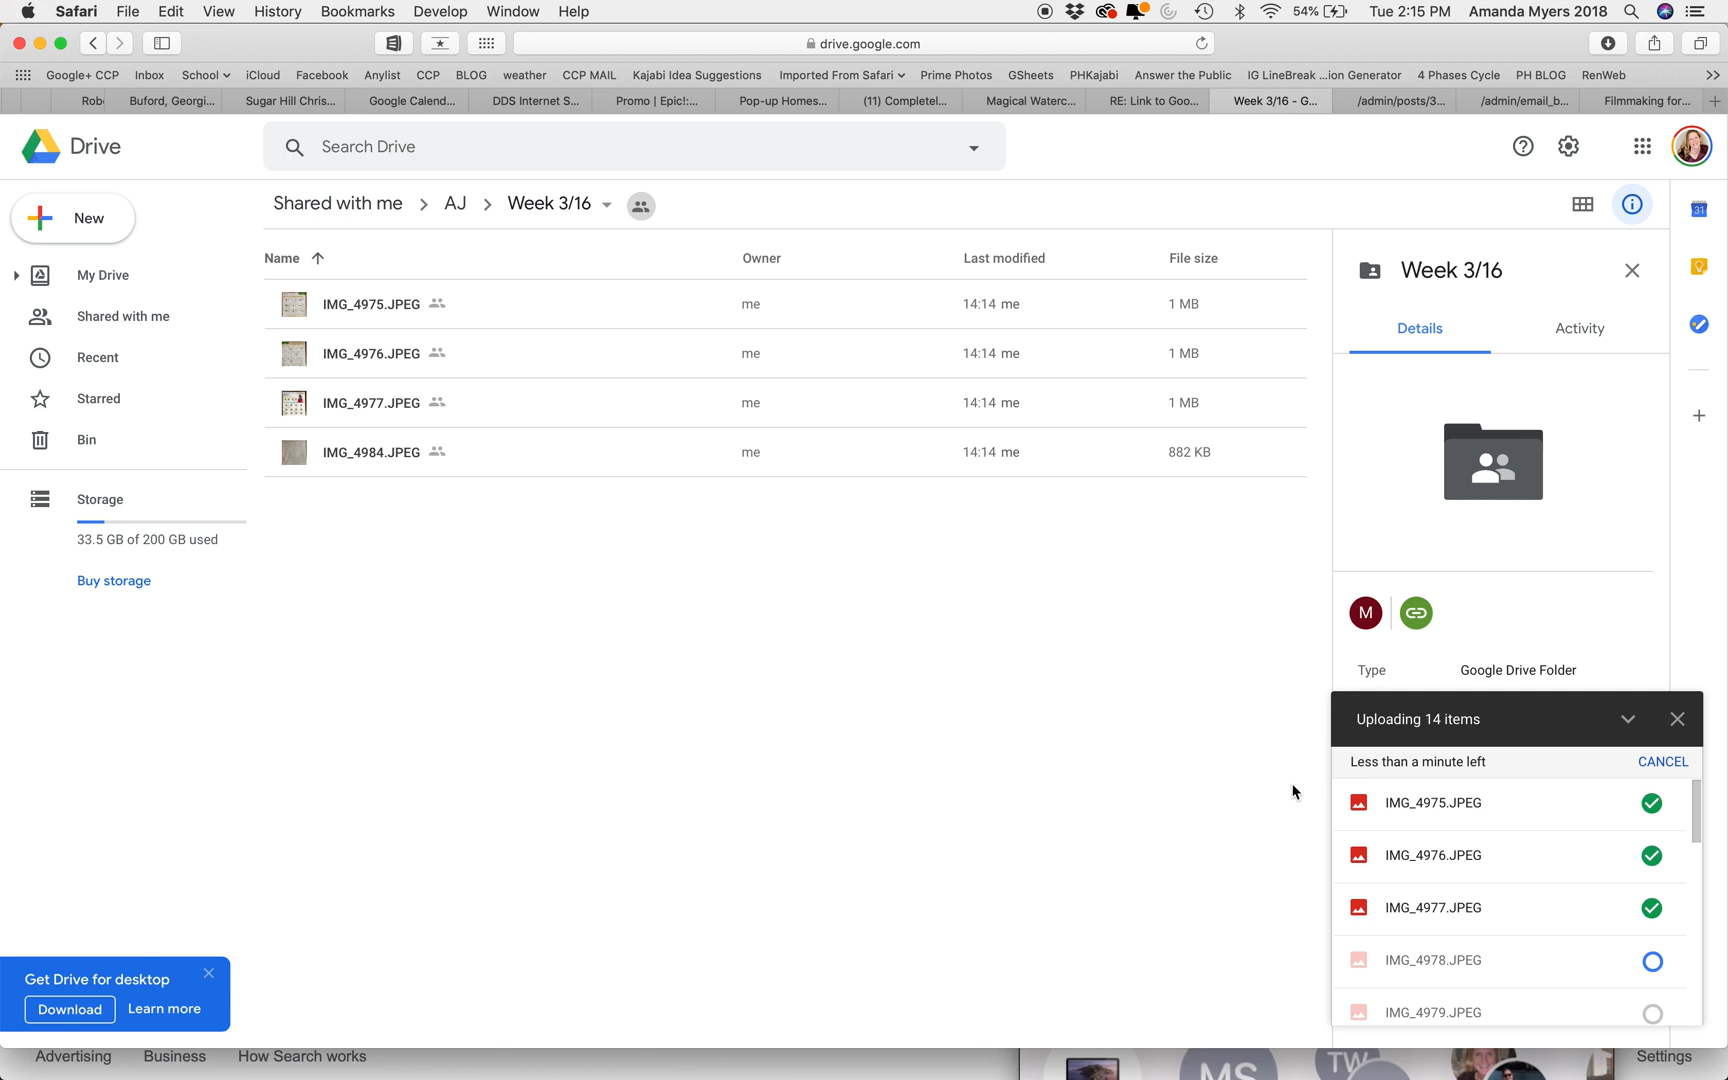 Safari File Edit View History Bookmarks Develop Window Help 54% Tue 2:15 PM Amanda Myers 2018
drive.google.com
Google+ CCP Inbox School iCloud Facebook Anylist CCP BLOG weather CCP MAIL Kajabi Idea Suggestions Imported From Safari Prime Photos GSheets PHKajabi Answer the Public IG LineBreak ...ion Generator 4 Phases Cycle PH BLOG RenWeb
Rob Buford, Georgi... Sugar Hill Chris... Google Calend... DDS Internet S... Promo | Epic!:... Pop-up Homes... (11) Completel... Magical Waterc... RE: Link to Goo... Week 3/16 - G... /admin/posts/3... /admin/email_b... Filmmaking for...
Drive
Search Drive
New
Shared with me > AJ > Week 3/16
Name Owner Last modified File size
IMG_4975.JPEG me 14:14 me 1 MB
IMG_4976.JPEG me 14:14 me 1 MB
IMG_4977.JPEG me 14:14 me 1 MB
IMG_4984.JPEG me 14:14 me 882 KB
My Drive
Shared with me
Recent
Starred
Bin
Storage
33.5 GB of 200 GB used
Buy storage
31
Week 3/16
Details Activity
M
Type Google Drive Folder
Uploading 14 items
Less than a minute left CANCEL
IMG_4975.JPEG
IMG_4976.JPEG
IMG_4977.JPEG
IMG_4978.JPEG
IMG_4979.JPEG
Get Drive for desktop
Download Learn more
Advertising Business How Search works
MS TW
Settings